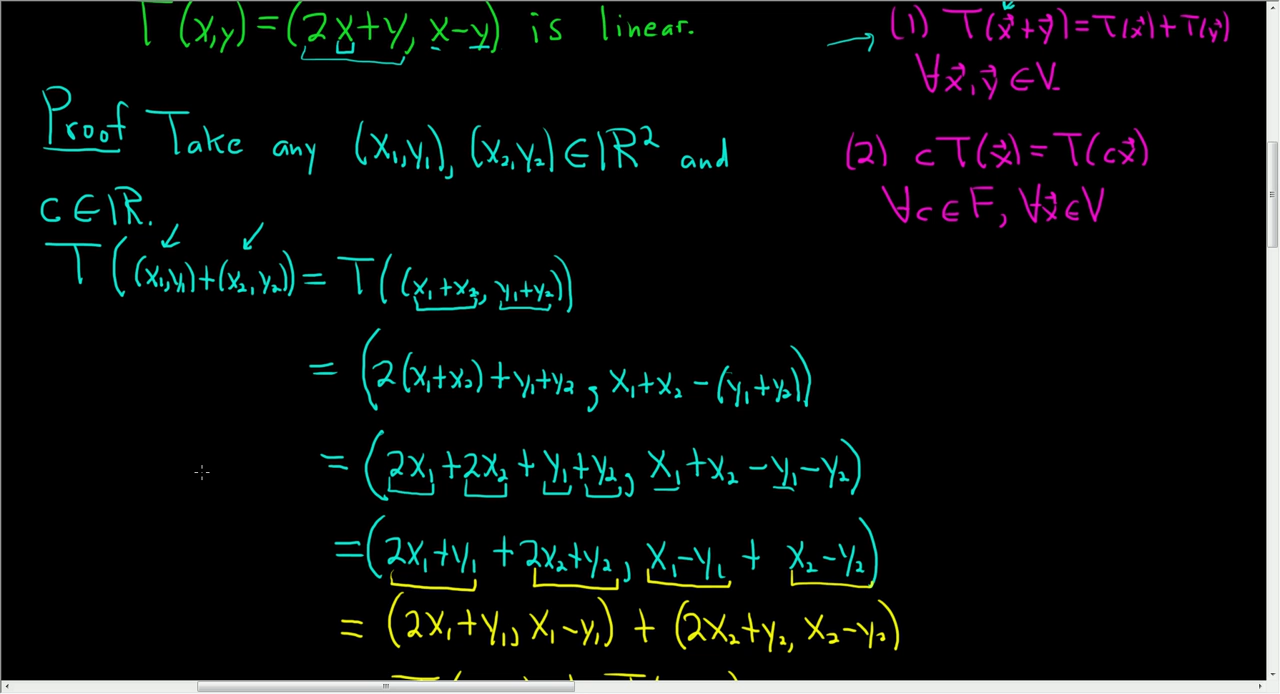 T(x,y) = (2x+y, x-y) is linear.
(1) T(x⃗+y⃗) = T(x⃗) + T(y⃗)
∀x⃗, y⃗ ∈ V.
Proof Take any (x₁,y₁), (x₂,y₂) ∈ ℝ² and
(2) cT(x⃗) = T(cx⃗)
c ∈ ℝ.
∀c ∈ F, ∀x⃗ ∈ V
T((x₁,y₁)+(x₂,y₂)) = T((x₁+x₂, y₁+y₂))
= (2(x₁+x₂)+y₁+y₂, x₁+x₂-(y₁+y₂))
= (2x₁+2x₂+y₁+y₂, x₁+x₂-y₁-y₂)
= (2x₁+y₁+2x₂+y₂, x₁-y₁ + x₂-y₂)
= (2x₁+y₁, x₁-y₁) + (2x₂+y₂, x₂-y₂)